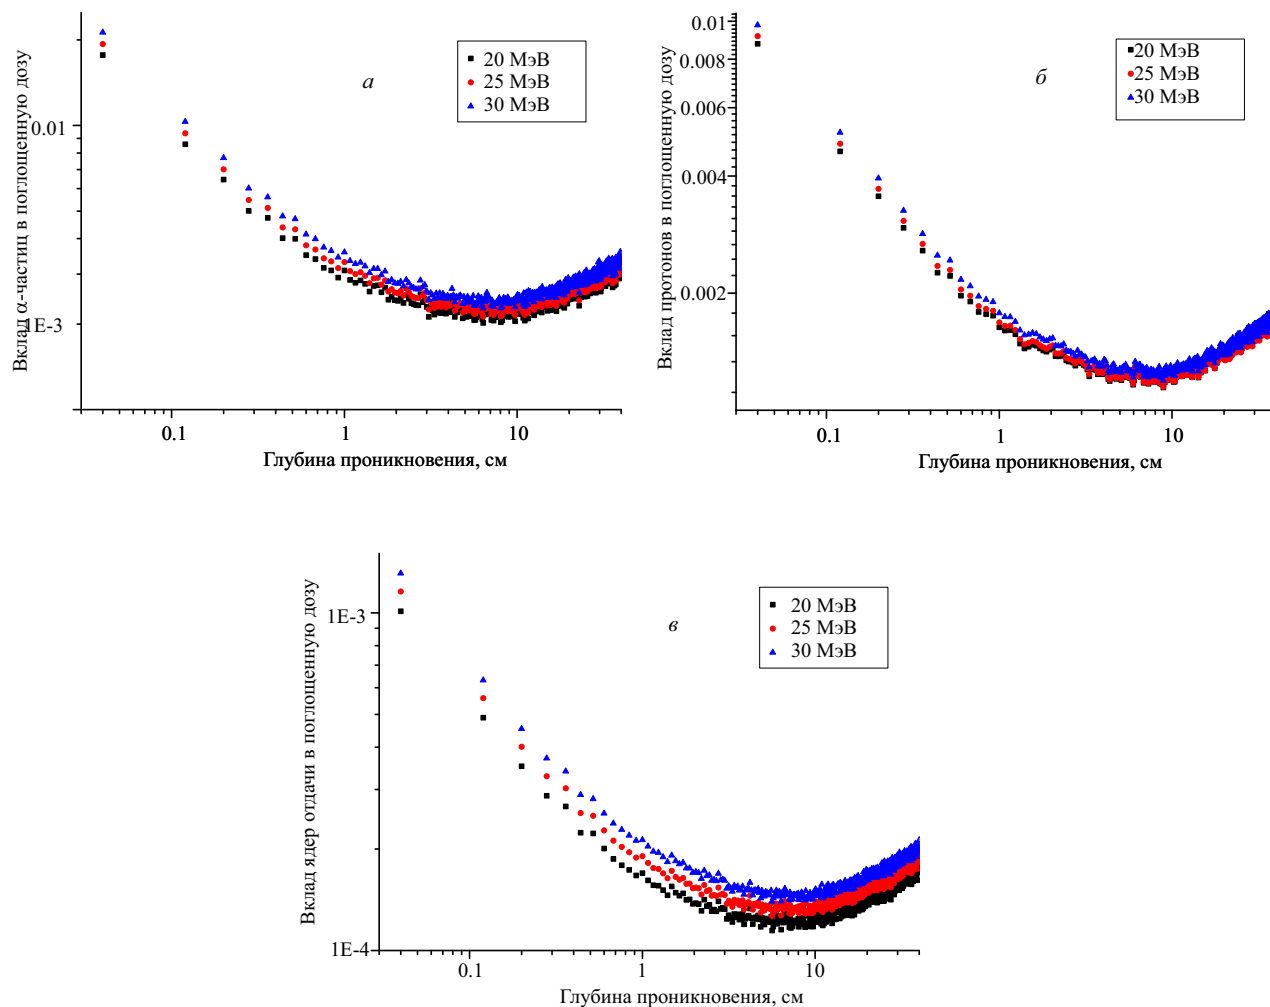 Вклад α-частиц в поглощенную дозу
0.01
1E-3
а
20 МэВ
25 МэВ
30 МэВ
0.1
1
10
Глубина проникновения, см
Вклад протонов в поглощенную дозу
0.01
0.008
0.006
0.004
0.002
б
20 МэВ
25 МэВ
30 МэВ
0.1
1
10
Глубина проникновения, см
Вклад ядер отдачи в поглощенную дозу
1E-3
1E-4
в
20 МэВ
25 МэВ
30 МэВ
0.1
1
10
Глубина проникновения, см